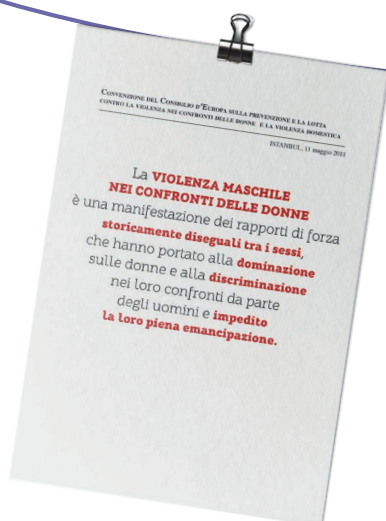 CONVENZIONE DEL CONSIGLIO D'EUROPA SULLA PREVENZIONE E LA LOTTA
CONTRO LA VIOLENZA NEI CONFRONTI DELLE DONNE E LA VIOLENZA DOMESTICA
ISTANBUL, 11 maggio 2011
La VIOLENZA MASCHILE
NEI CONFRONTI DELLE DONNE
è una manifestazione dei rapporti di forza
storicamente diseguali tra i sessi,
che hanno portato alla dominazione
sulle donne e alla discriminazione
nei loro confronti da parte
degli uomini e impedito
la loro piena emancipazione.